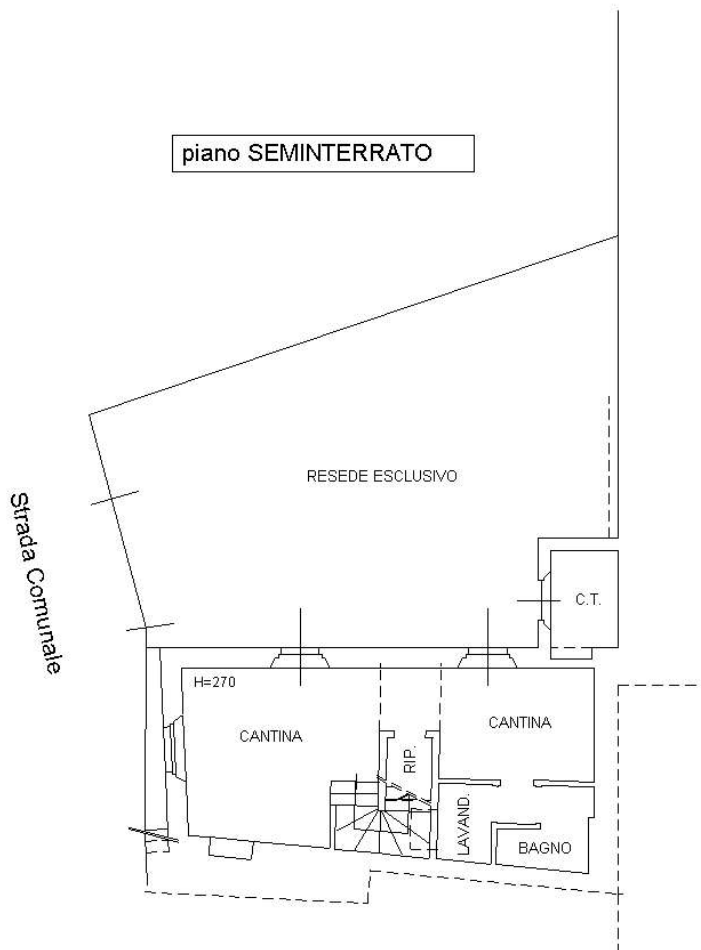 piano SEMINTERRATO
RESEDE ESCLUSIVO
Strada Comunale
C.T.
H=270
CANTINA
CANTINA
RIP.
LAVAND.
BAGNO